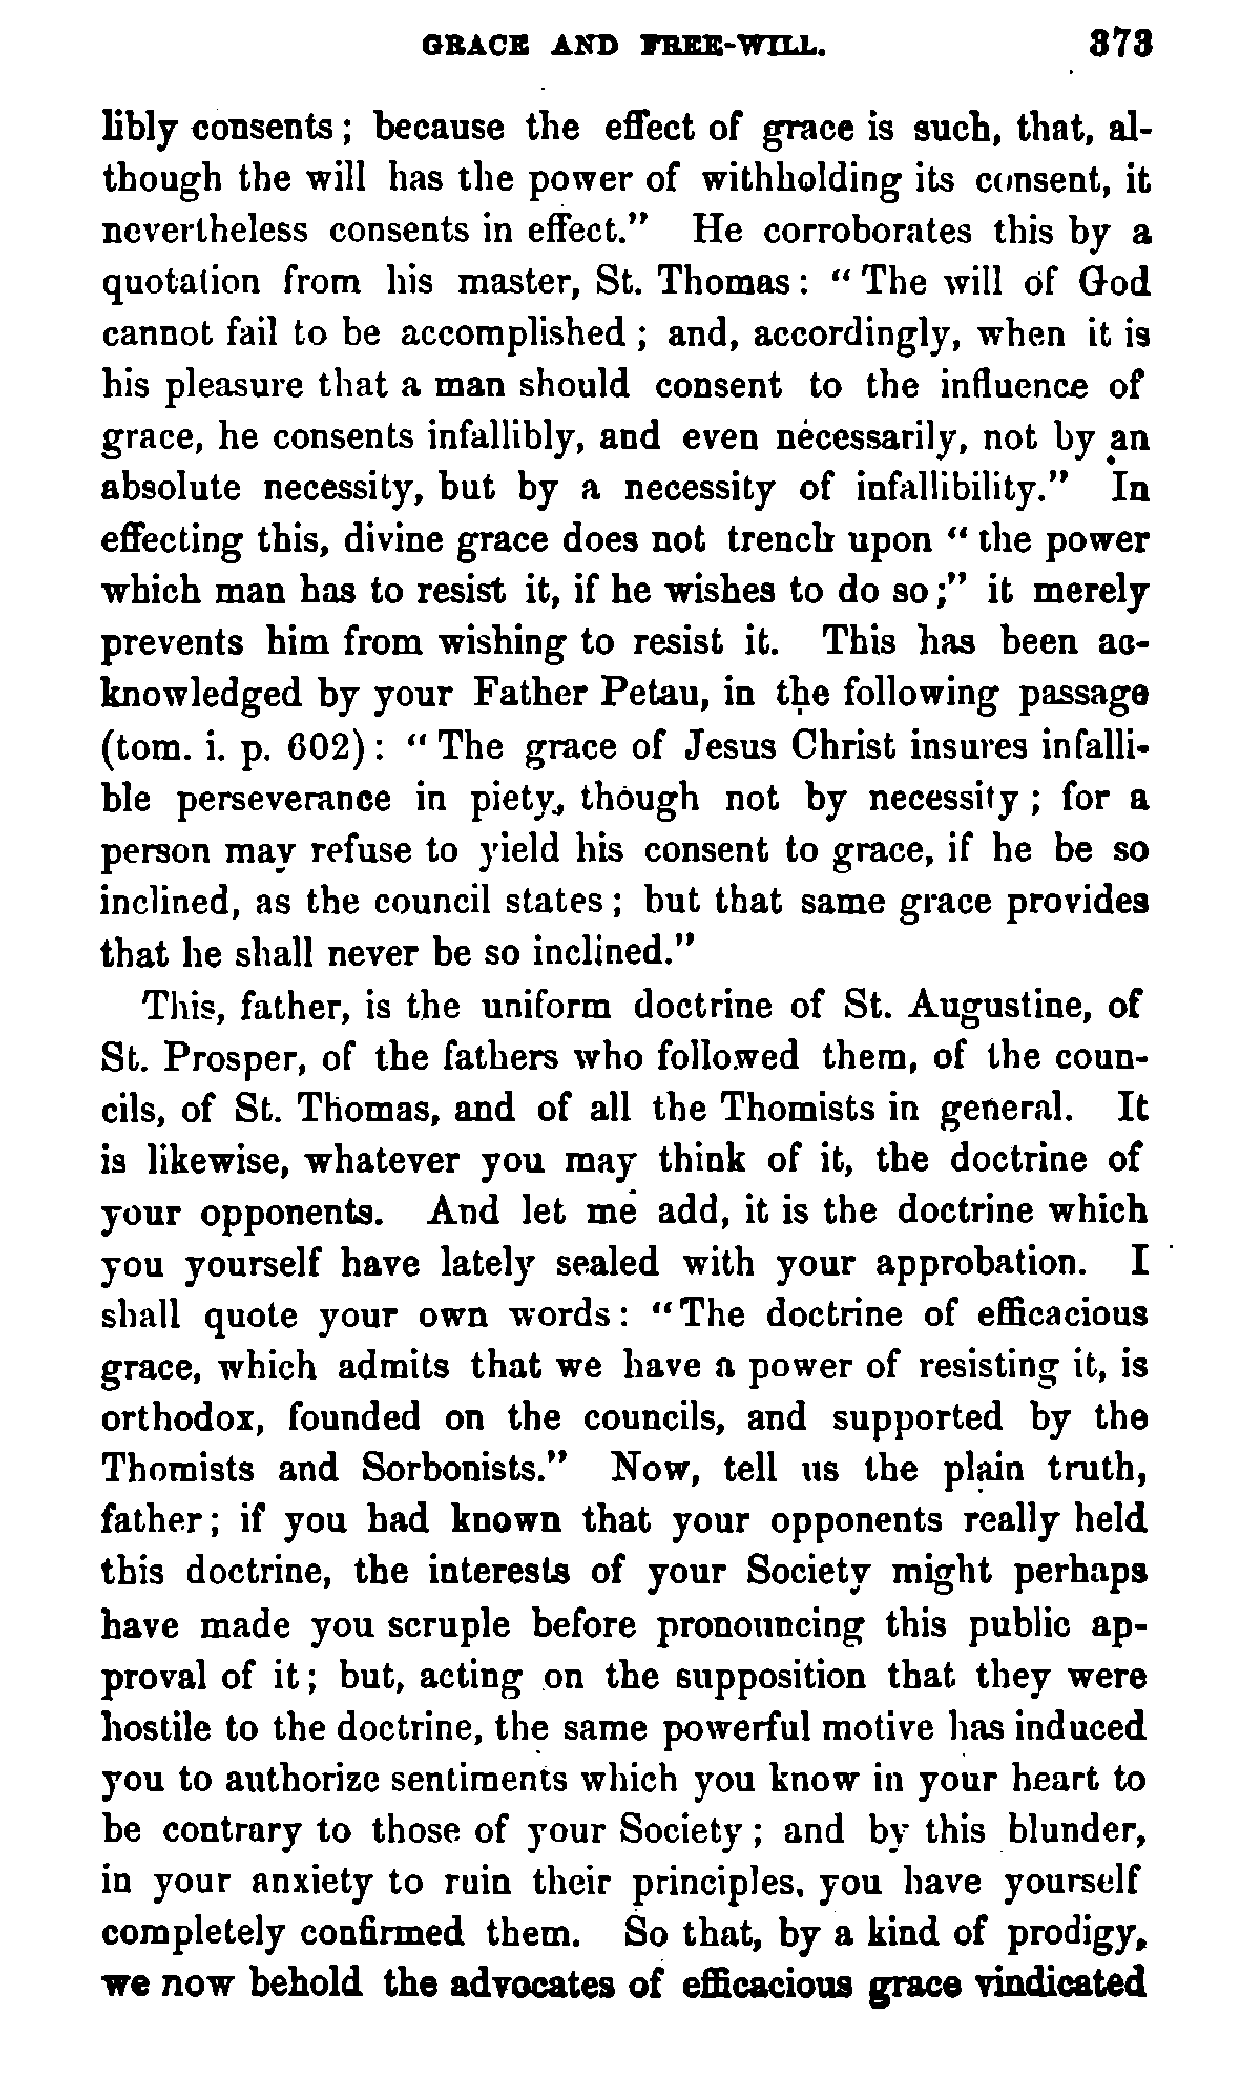 GRACE AND FREE-WILL. 373
libly consents ; because the effect of grace is such, that, al-
though the will has the power of withholding its consent, it
nevertheless consents in effect." He corroborates this by a
quotation from his master, St. Thomas : " The will of God
cannot fail to be accomplished ; and, accordingly, when it is
his pleasure that a man should consent to the influence of
grace, he consents infallibly, and even necessarily, not by an
absolute necessity, but by a necessity of infallibility." In
effecting this, divine grace does not trench upon " the power
which man has to resist it, if he wishes to do so ;" it merely
prevents him from wishing to resist it. This has been ac-
knowledged by your Father Petau, in the following passage
(tom. i. p. 602) : " The grace of Jesus Christ insures infalli-
ble perseverance in piety, though not by necessity ; for a
person may refuse to yield his consent to grace, if he be so
inclined, as the council states ; but that same grace provides
that he shall never be so inclined."
This, father, is the uniform doctrine of St. Augustine, of
St. Prosper, of the fathers who followed them, of the coun-
cils, of St. Thomas, and of all the Thomists in general. It
is likewise, whatever you may think of it, the doctrine of
your opponents. And let me add, it is the doctrine which
you yourself have lately sealed with your approbation. I
shall quote your own words : " The doctrine of efficacious
grace, which admits that we have a power of resisting it, is
orthodox, founded on the councils, and supported by the
Thomists and Sorbonists." Now, tell us the plain truth,
father ; if you had known that your opponents really held
this doctrine, the interests of your Society might perhaps
have made you scruple before pronouncing this public ap-
proval of it ; but, acting on the supposition that they were
hostile to the doctrine, the same powerful motive has induced
you to authorize sentiments which you know in your heart to
be contrary to those of your Society ; and by this blunder,
in your anxiety to ruin their principles, you have yourself
completely confirmed them. So that, by a kind of prodigy,
we now behold the advocates of efficacious grace vindicated